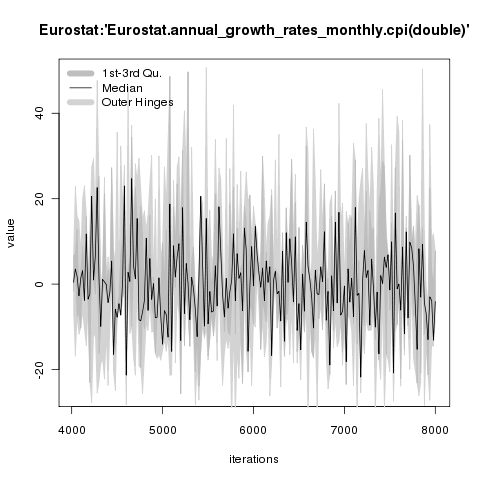 Eurostat:'Eurostat.annual_growth_rates_monthly.cpi(double)'
1st-3rd Qu.
Median
Outer Hinges
40
20
0
-20
value
4000 5000 6000 7000 8000
iterations